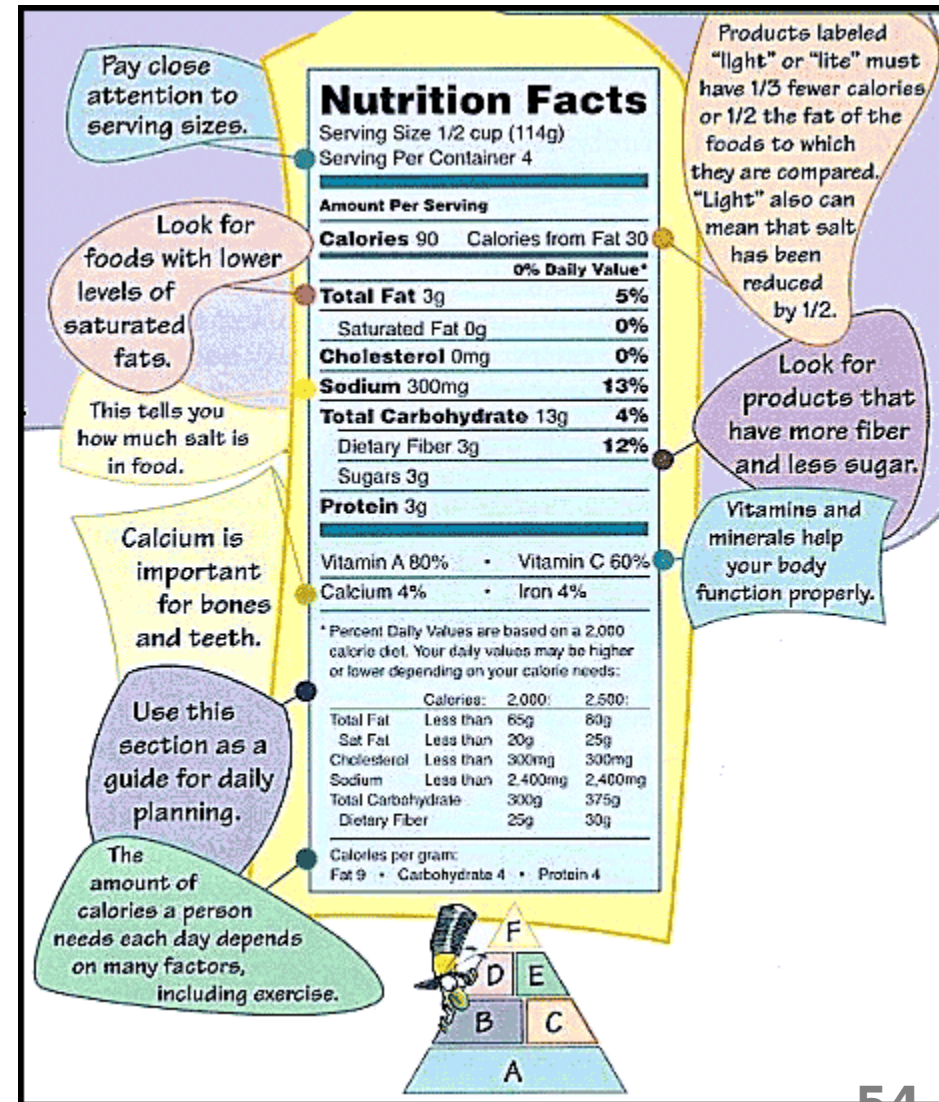 Pay close
attention to
serving sizes.
Products labeled
"light" or "lite" must
have 1/3 fewer calories
or 1/2 the fat of the
foods to which
they are compared.
"Light" also can
mean that salt
has been
reduced
by 1/2.
Nutrition Facts
Serving Size 1/2 cup (114g)
Serving Per Container 4
Amount Per Serving
Calories 90 Calories from Fat 30
0% Daily Value*
Total Fat 3g 5%
Saturated Fat 0g 0%
Cholesterol 0mg 0%
Sodium 300mg 13%
Total Carbohydrate 13g 4%
Dietary Fiber 3g 12%
Sugars 3g
Protein 3g
Vitamin A 80% • Vitamin C 60%
Calcium 4% • Iron 4%
* Percent Daily Values are based on a 2,000
calorie diet. Your daily values may be higher
or lower depending on your calorie needs:
Calories: 2,000: 2,500:
Total Fat Less than 65g 80g
Sat Fat Less than 20g 25g
Cholesterol Less than 300mg 300mg
Sodium Less than 2,400mg 2,400mg
Total Carbohydrate 300g 375g
Dietary Fiber 25g 30g
Calories per gram:
Fat 9 • Carbohydrate 4 • Protein 4
Look for
foods with lower
levels of
saturated
fats.
This tells you
how much salt is
in food.
Calcium is
important
for bones
and teeth.
Use this
section as a
guide for daily
planning.
The
amount of
calories a person
needs each day depends
on many factors,
including exercise.
Look for
products that
have more fiber
and less sugar.
Vitamins and
minerals help
your body
function properly.
F
D E
B C
A
54